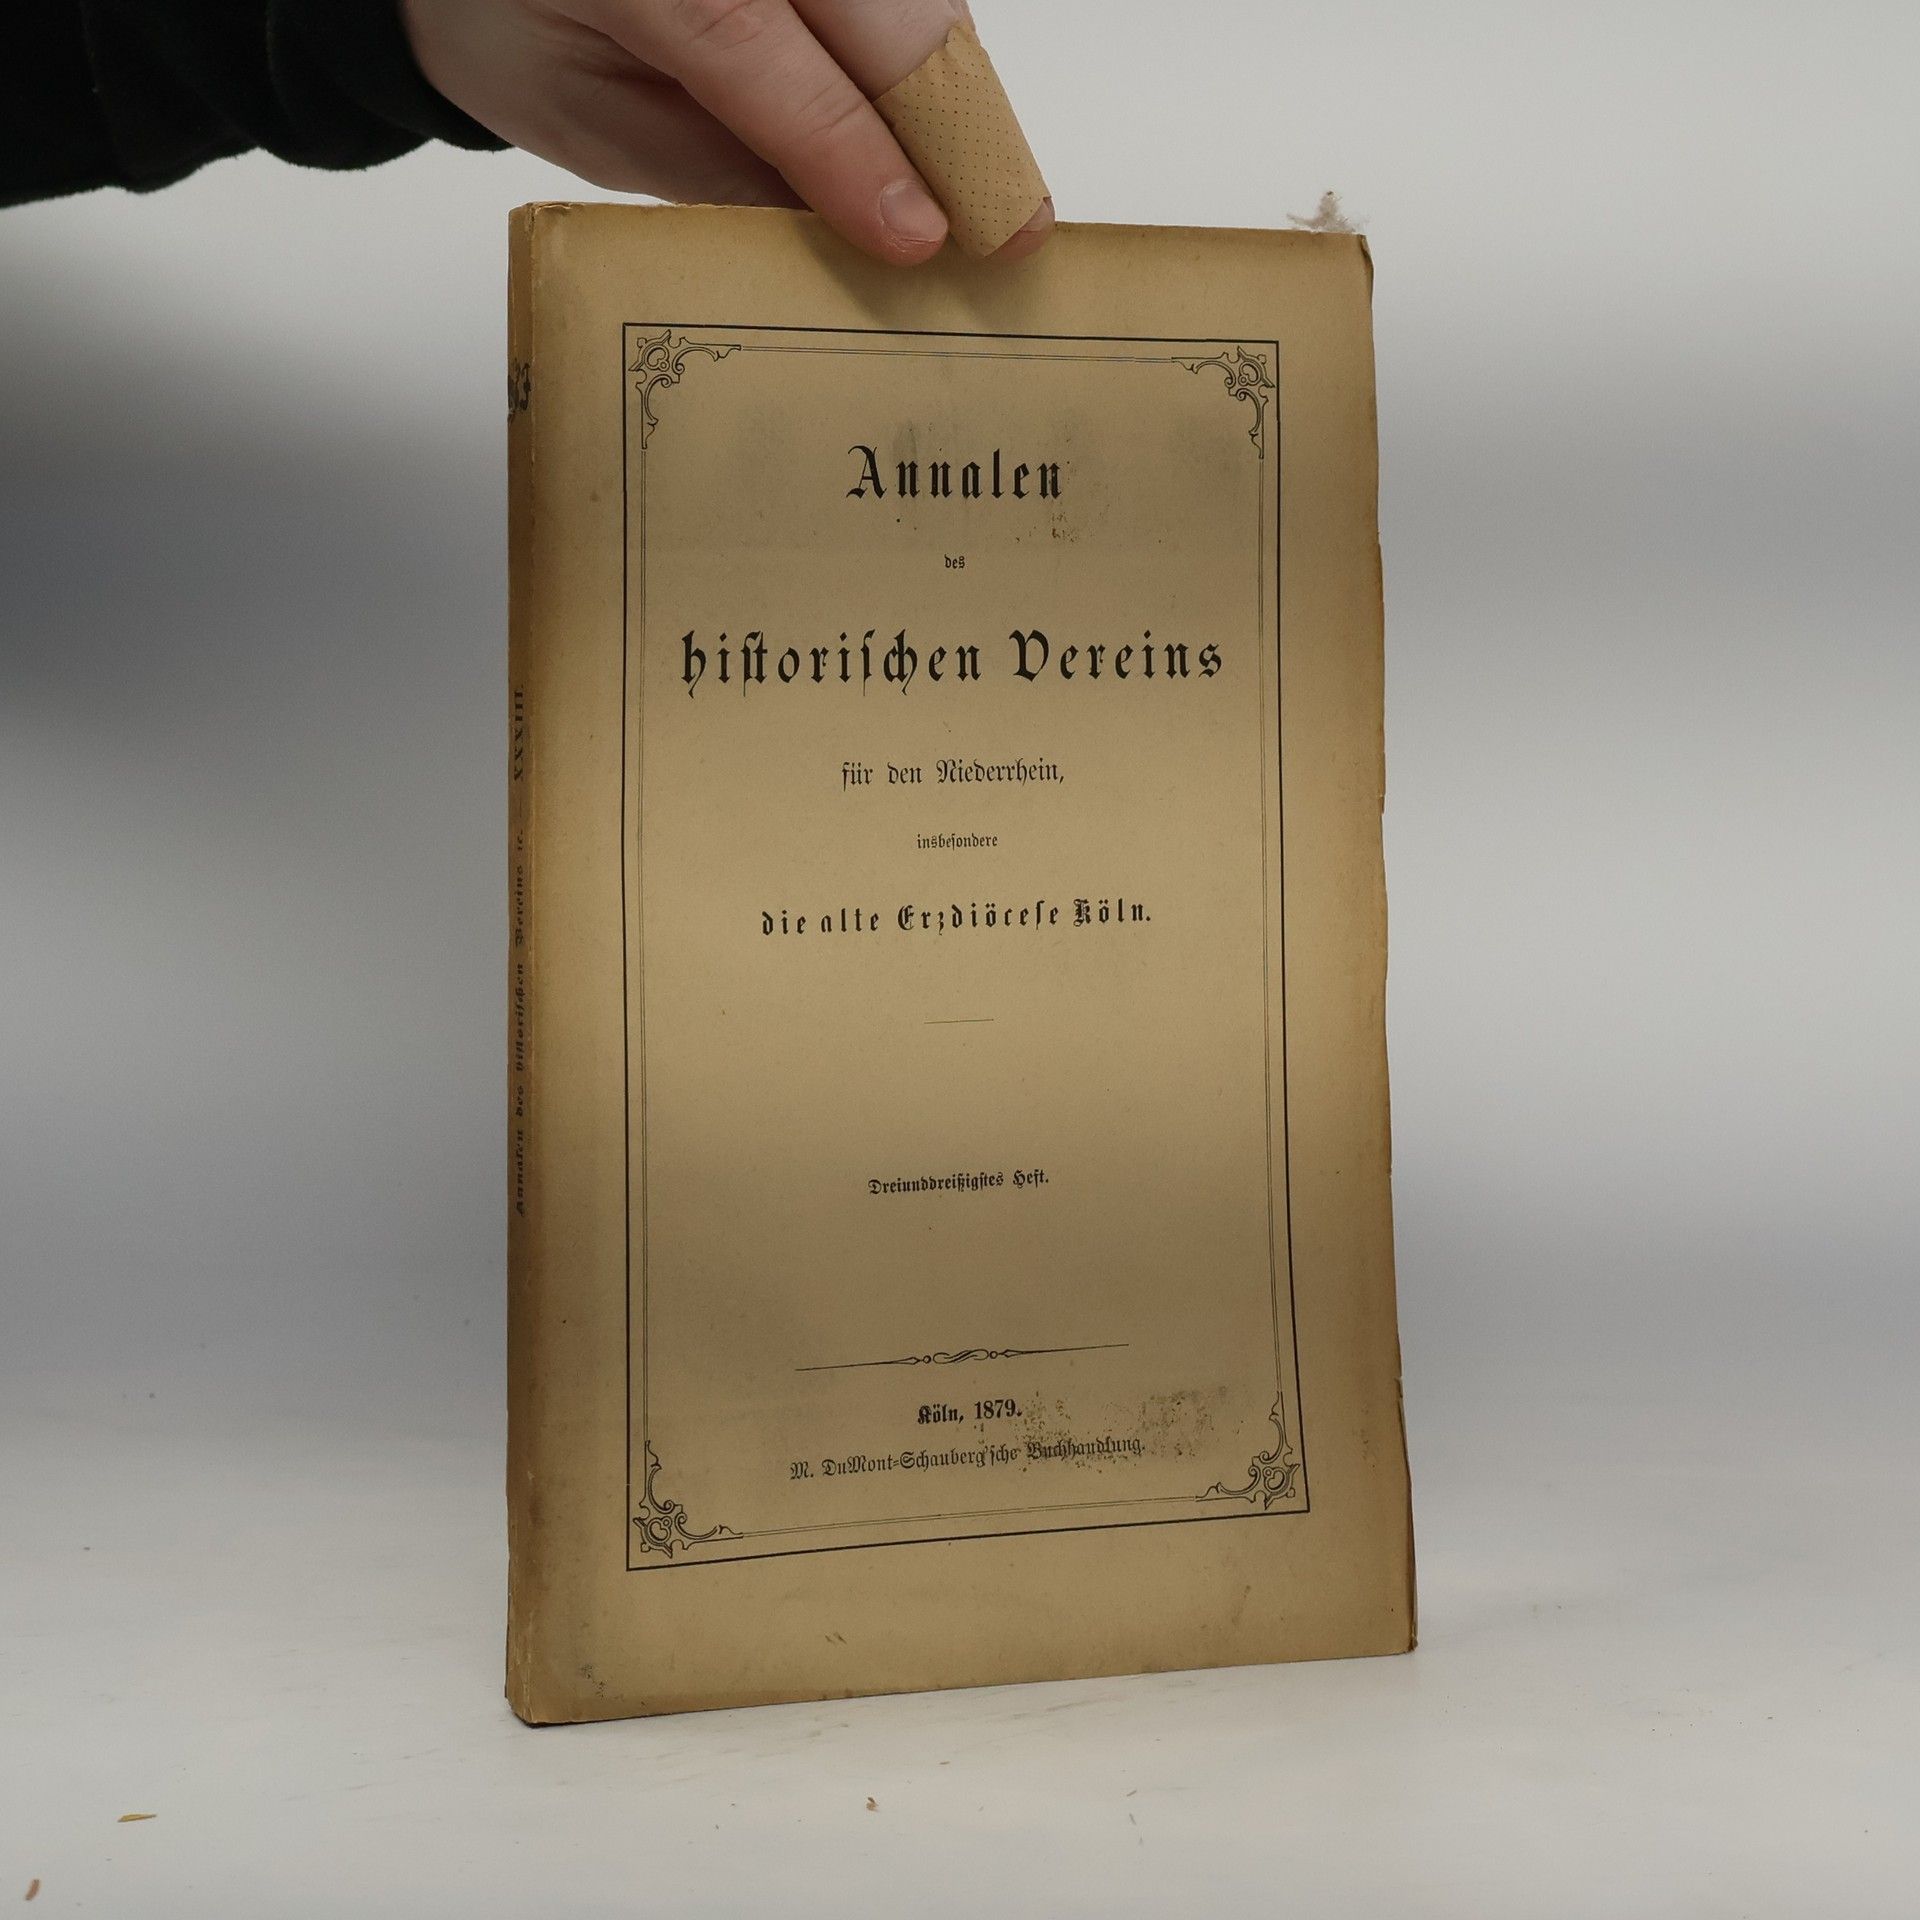 Annalen
des
hiſtoriſchen Vereins
für den Niederrhein,
insbeſondere
die alte Erzdiöceſe Köln.
Dreiunddreißigſtes Heft.
Köln, 1879.
M. DuMont-Schauberg'ſche Buchhandlung.
Annalen des hiſtoriſchen Vereins ꝛc. — XXXIII.